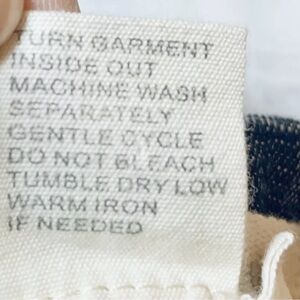 TURN GARMENT
INSIDE OUT
MACHINE WASH
SEPARATELY
GENTLE CYCLE
DO NOT BLEACH
TUMBLE DRY LOW
WARM IRON
IF NEEDED